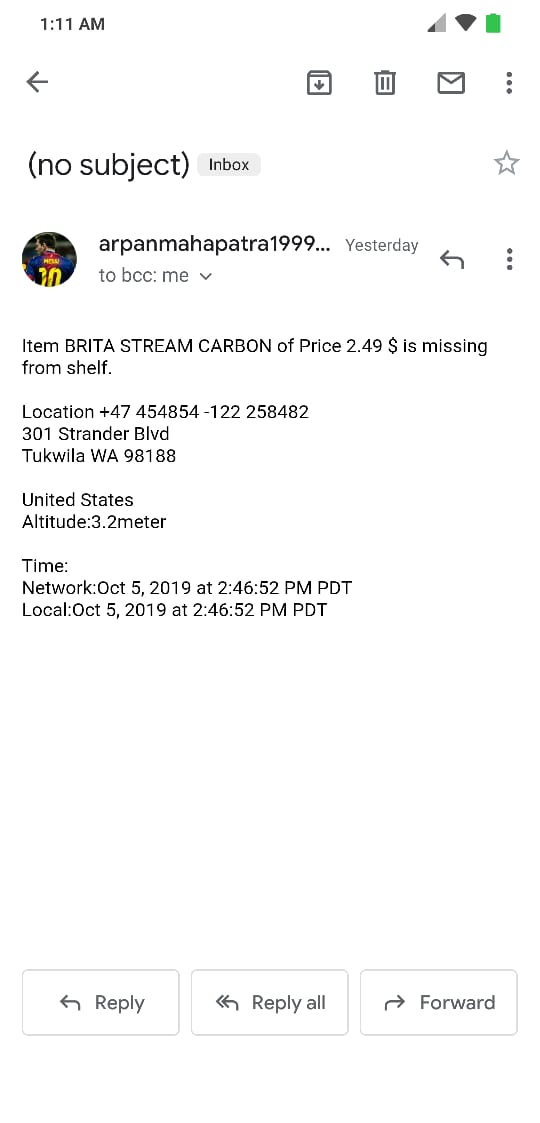 1:11 AM
(no subject) Inbox
arpanmahapatra1999... Yesterday
to bcc: me
MESSI
10
Item BRITA STREAM CARBON of Price 2.49 $ is missing
from shelf.
Location +47 454854 -122 258482
301 Strander Blvd
Tukwila WA 98188
United States
Altitude:3.2meter
Time:
Network:Oct 5, 2019 at 2:46:52 PM PDT
Local:Oct 5, 2019 at 2:46:52 PM PDT
Reply Reply all Forward